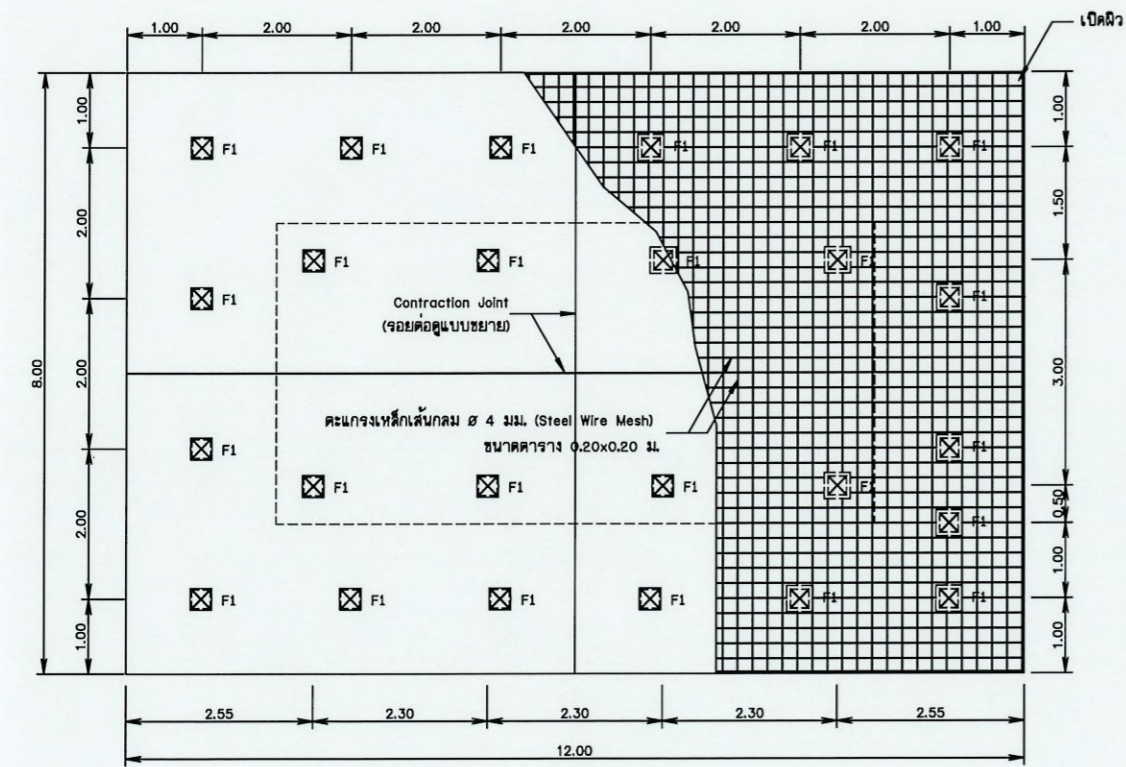 1.00 2.00 2.00 2.00 2.00 2.00 1.00
เปิดผิว
1.00 1.00
F1 F1 F1 F1 F1 F1
2.00 1.50
F1 F1 F1 F1
F1 F1
Contraction Joint
(รอยต่อดูแบบขยาย)
8.00 2.00 3.00
ตะแกรงเหล็กเส้นกลม Ø 4 มม. (Steel Wire Mesh)
ขนาดตาราง 0.20x0.20 ม.
F1 F1
F1 F1 F1 F1
2.00 0.50
F1
1.00
F1 F1 F1 F1 F1 F1
1.00 1.00
2.55 2.30 2.30 2.30 2.55
12.00